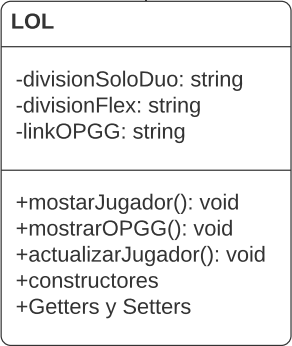 LOL
-divisionSoloDuo: string
-divisionFlex: string
-linkOPGG: string
+mostarJugador(): void
+mostrarOPGG(): void
+actualizarJugador(): void
+constructores
+Getters y Setters